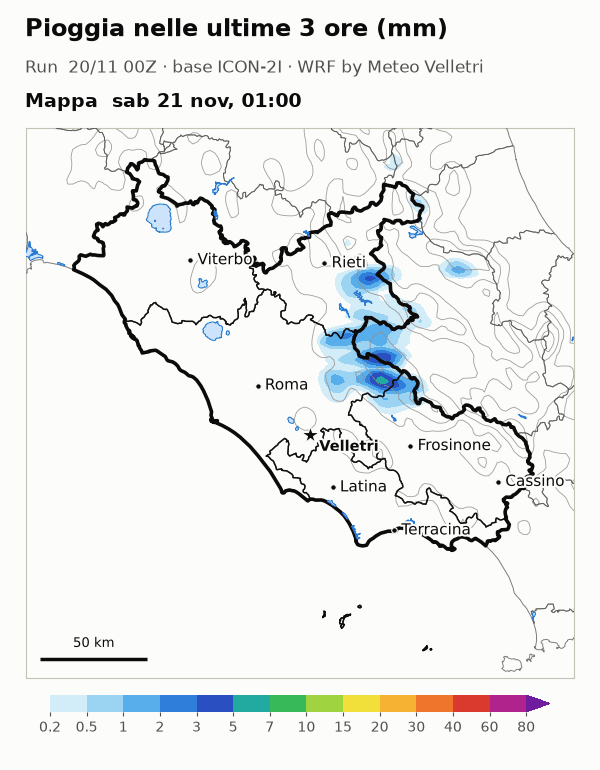 Pioggia nelle ultime 3 ore (mm)
Run  20/11 00Z · base ICON-2I · WRF by Meteo Velletri
Mappa  sab 21 nov, 01:00
Viterbo
Rieti
Roma
Velletri
Frosinone
Cassino
Latina
Terracina
50 km
0.2 0.5 1 2 3 5 7 10 15 20 30 40 60 80